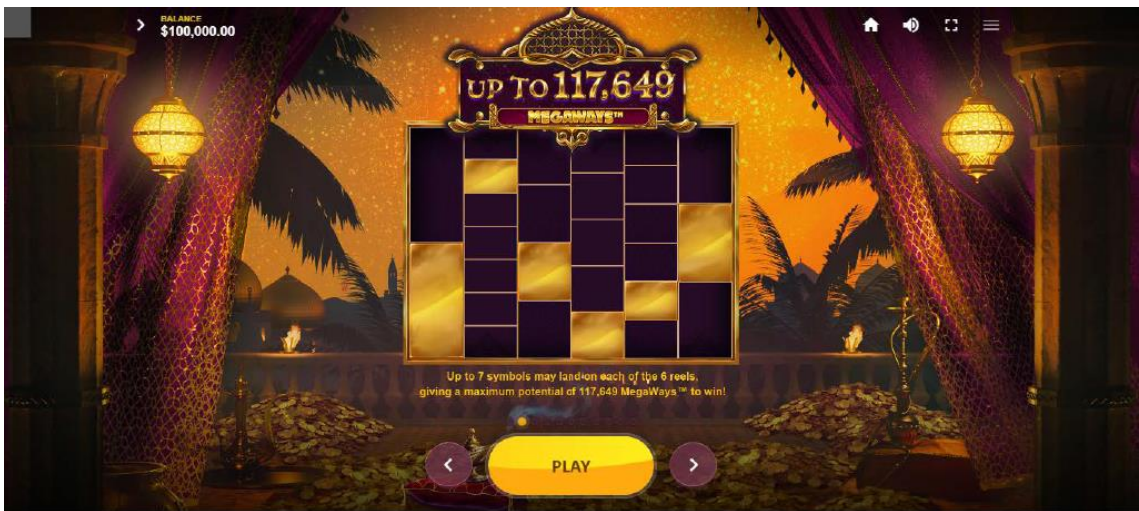 BALANCE
$100,000.00
UP TO 117,649
MEGAWAYS™
Up to 7 symbols may land on each of the 6 reels,
giving a maximum potential of 117,649 MegaWays™ to win!
PLAY